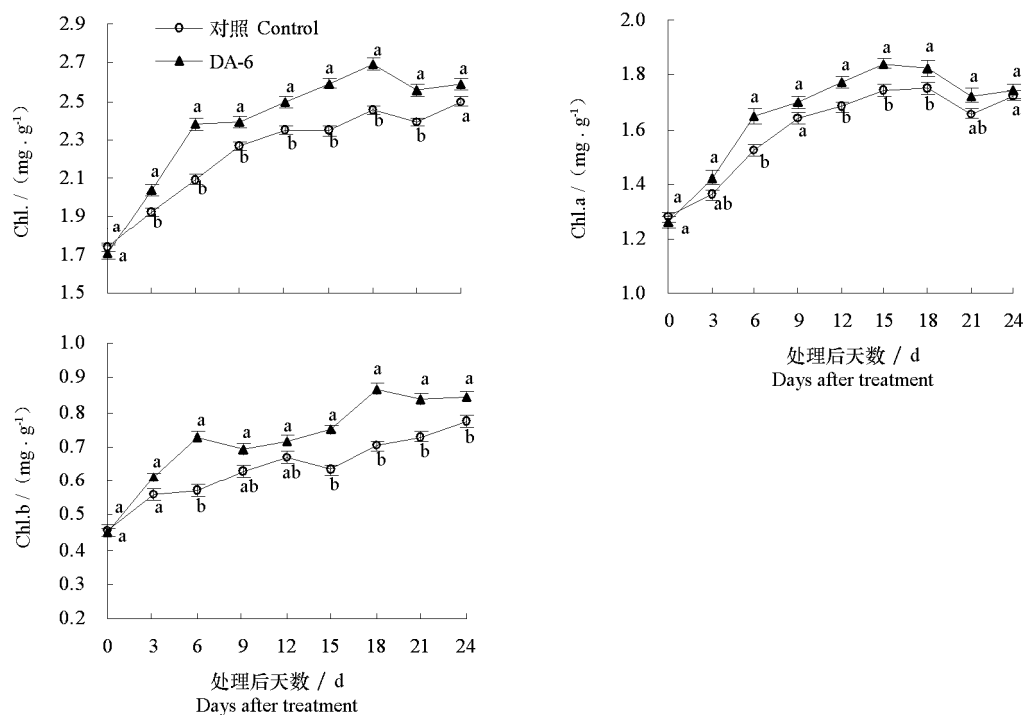 对照 Control
DA-6
Chl. /（mg · g⁻¹）
2.9
2.7
2.5
2.3
2.1
1.9
1.7
1.5
a a a a a a a a a
a b b b b b b b a
Chl.a /（mg · g⁻¹）
2.0
1.8
1.6
1.4
1.2
1.0
a a a a a a a a a
a ab b a b b b ab a
0 3 6 9 12 15 18 21 24
处理后天数 / d
Days after treatment
Chl.b /（mg · g⁻¹）
1.0
0.9
0.8
0.7
0.6
0.5
0.4
0.3
0.2
a a a a a a a a a
a a b ab ab b b b b
0 3 6 9 12 15 18 21 24
处理后天数 / d
Days after treatment